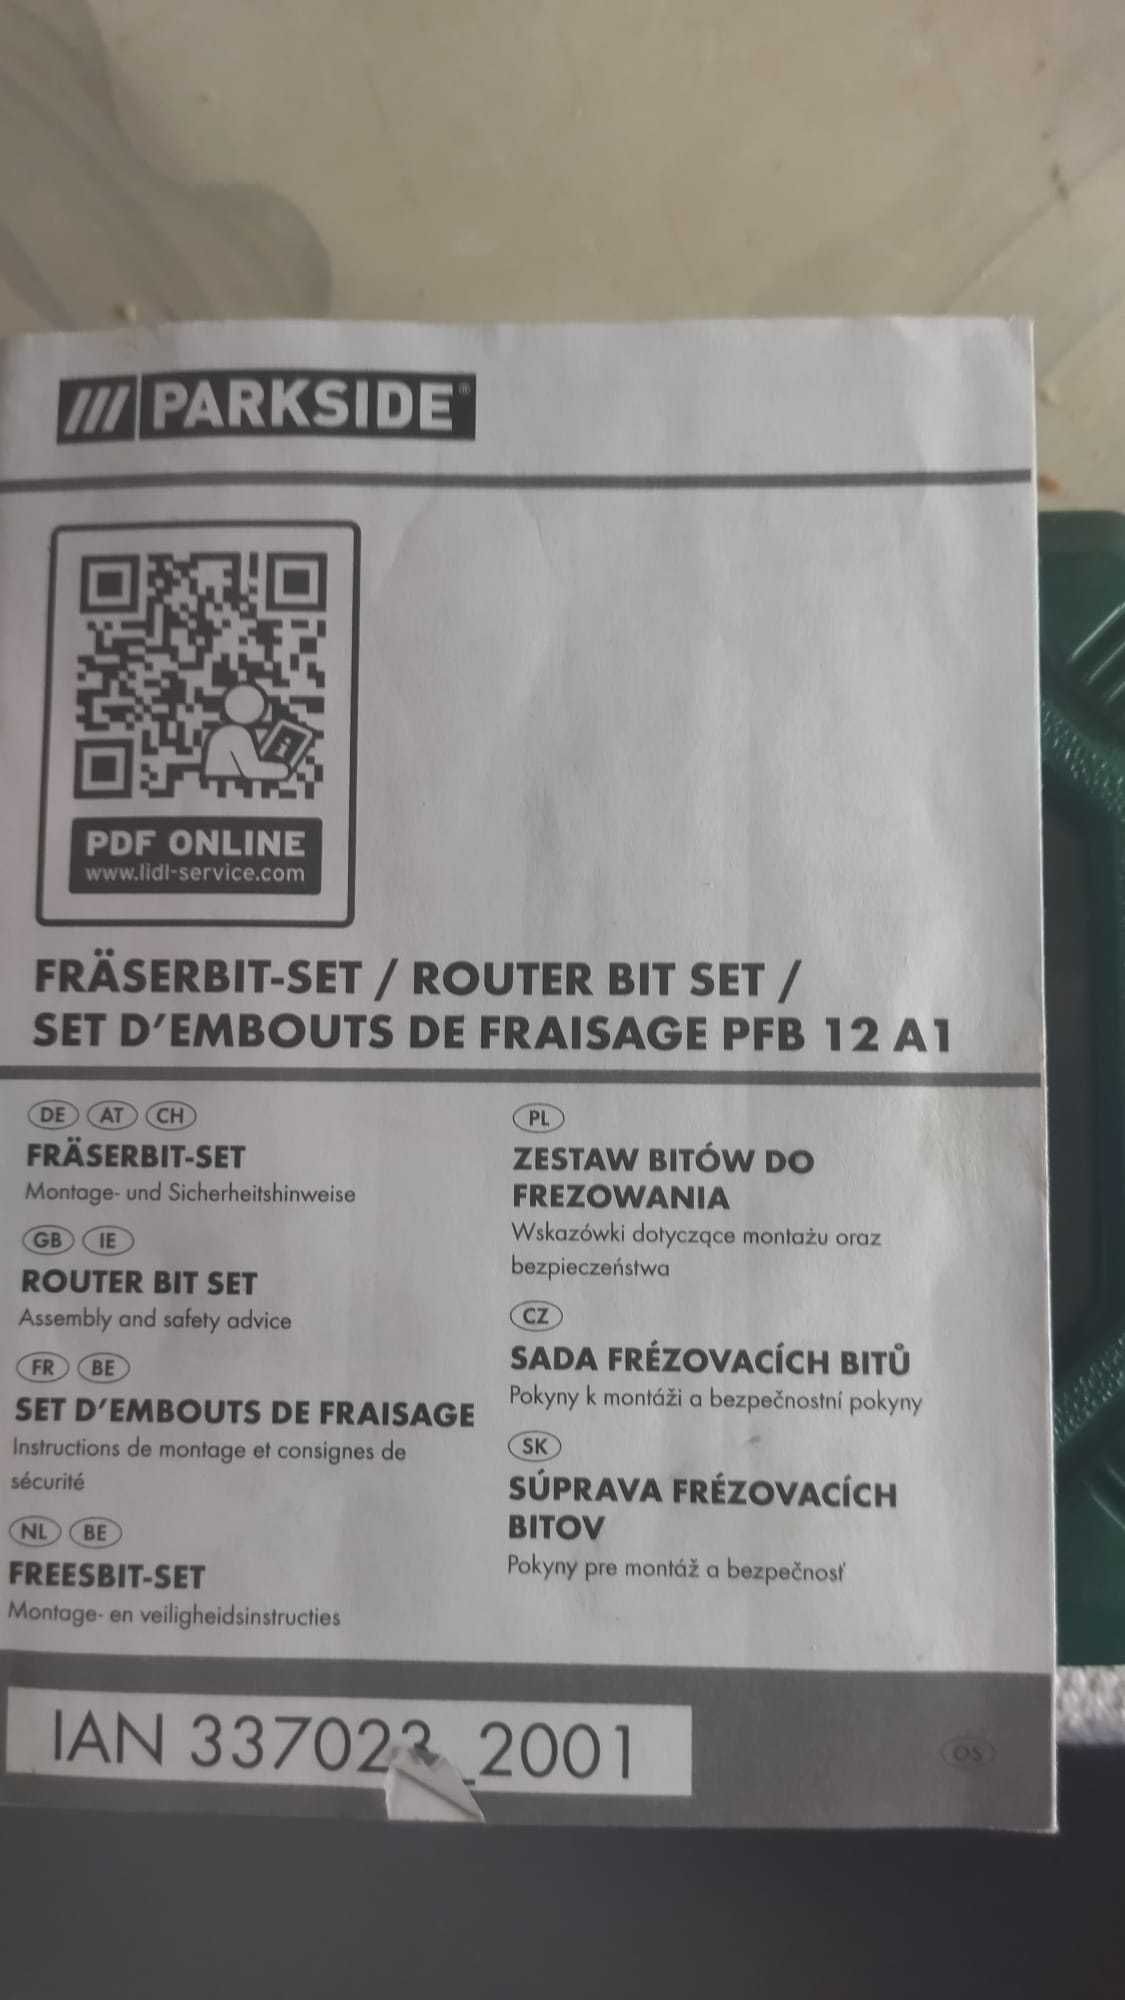 /// PARKSIDE®
PDF ONLINE
www.lidl-service.com
FRÄSERBIT-SET / ROUTER BIT SET /
SET D'EMBOUTS DE FRAISAGE PFB 12 A1
DE AT CH
FRÄSERBIT-SET
Montage- und Sicherheitshinweise
GB IE
ROUTER BIT SET
Assembly and safety advice
FR BE
SET D'EMBOUTS DE FRAISAGE
Instructions de montage et consignes de
sécurité
NL BE
FREESBIT-SET
Montage- en veiligheidsinstructies
PL
ZESTAW BITÓW DO
FREZOWANIA
Wskazówki dotyczące montażu oraz
bezpieczeństwa
CZ
SADA FRÉZOVACÍCH BITŮ
Pokyny k montáži a bezpečnostní pokyny
SK
SÚPRAVA FRÉZOVACÍCH
BITOV
Pokyny pre montáž a bezpečnosť
IAN 337023_2001
OS